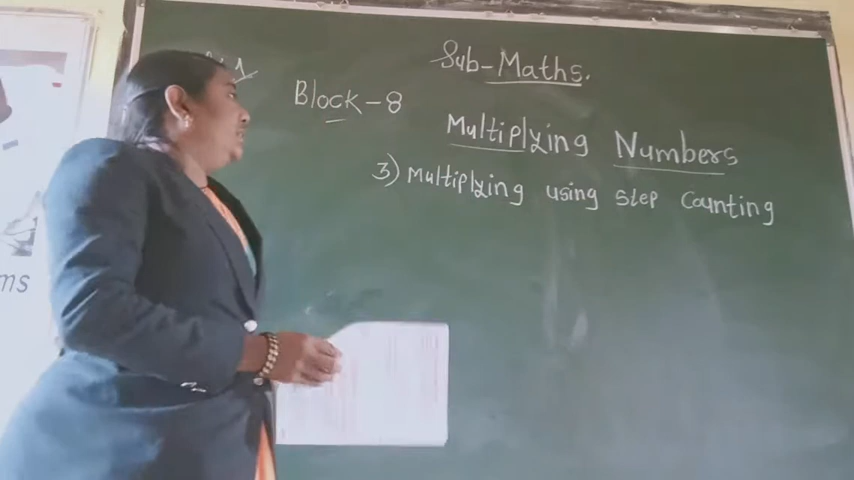 Sub-Maths.
Block-8
Multiplying Numbers
3) Multiplying using step counting